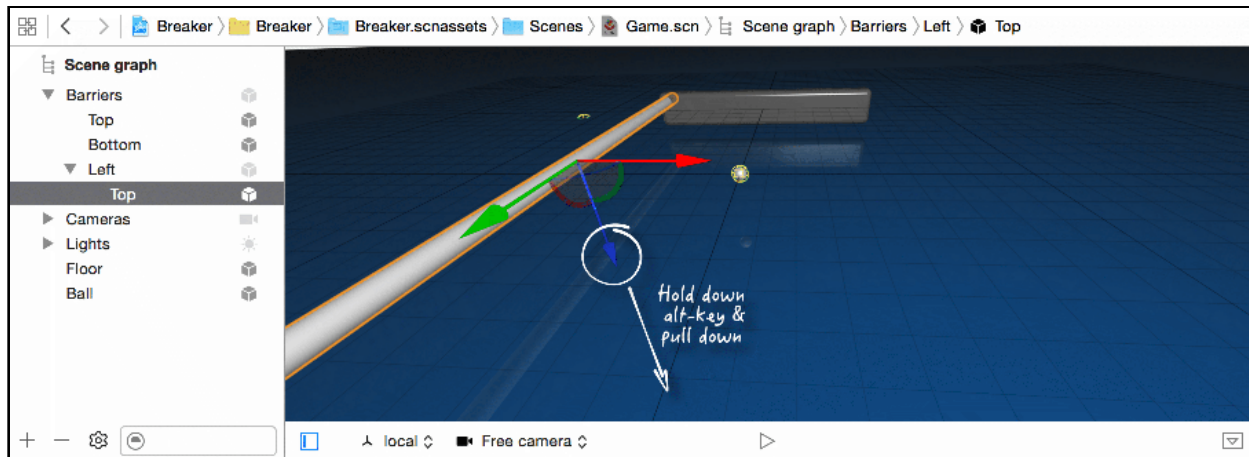 Breaker Breaker Breaker.scnassets Scenes Game.scn Scene graph Barriers Left Top
Scene graph
Barriers
Top
Bottom
Left
Top
Cameras
Lights
Floor
Ball
Hold down
alt-key &
pull down
local Free camera